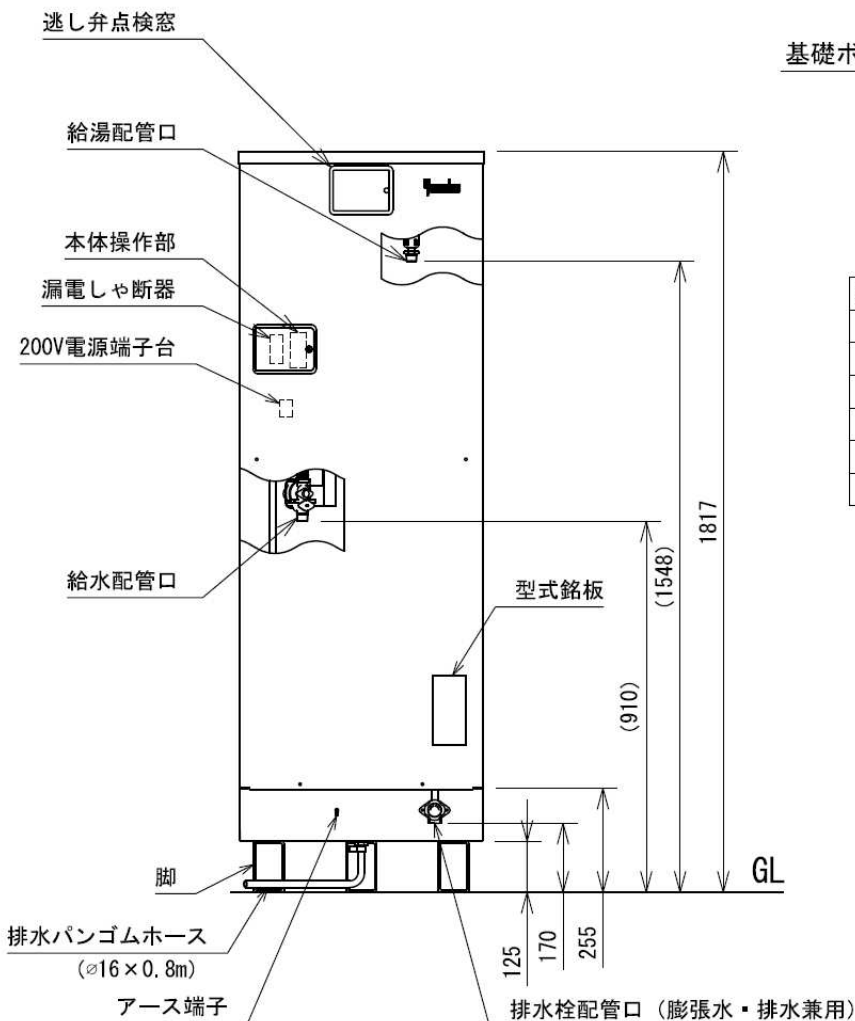 逃し弁点検窓
基礎ボ
給湯配管口
本体操作部
漏電しゃ断器
200V電源端子台
給水配管口
型式銘板
1817
(1548)
(910)
脚
GL
排水パンゴムホース
(⌀16×0.8m)
125
170
255
アース端子
排水栓配管口(膨張水・排水兼用)